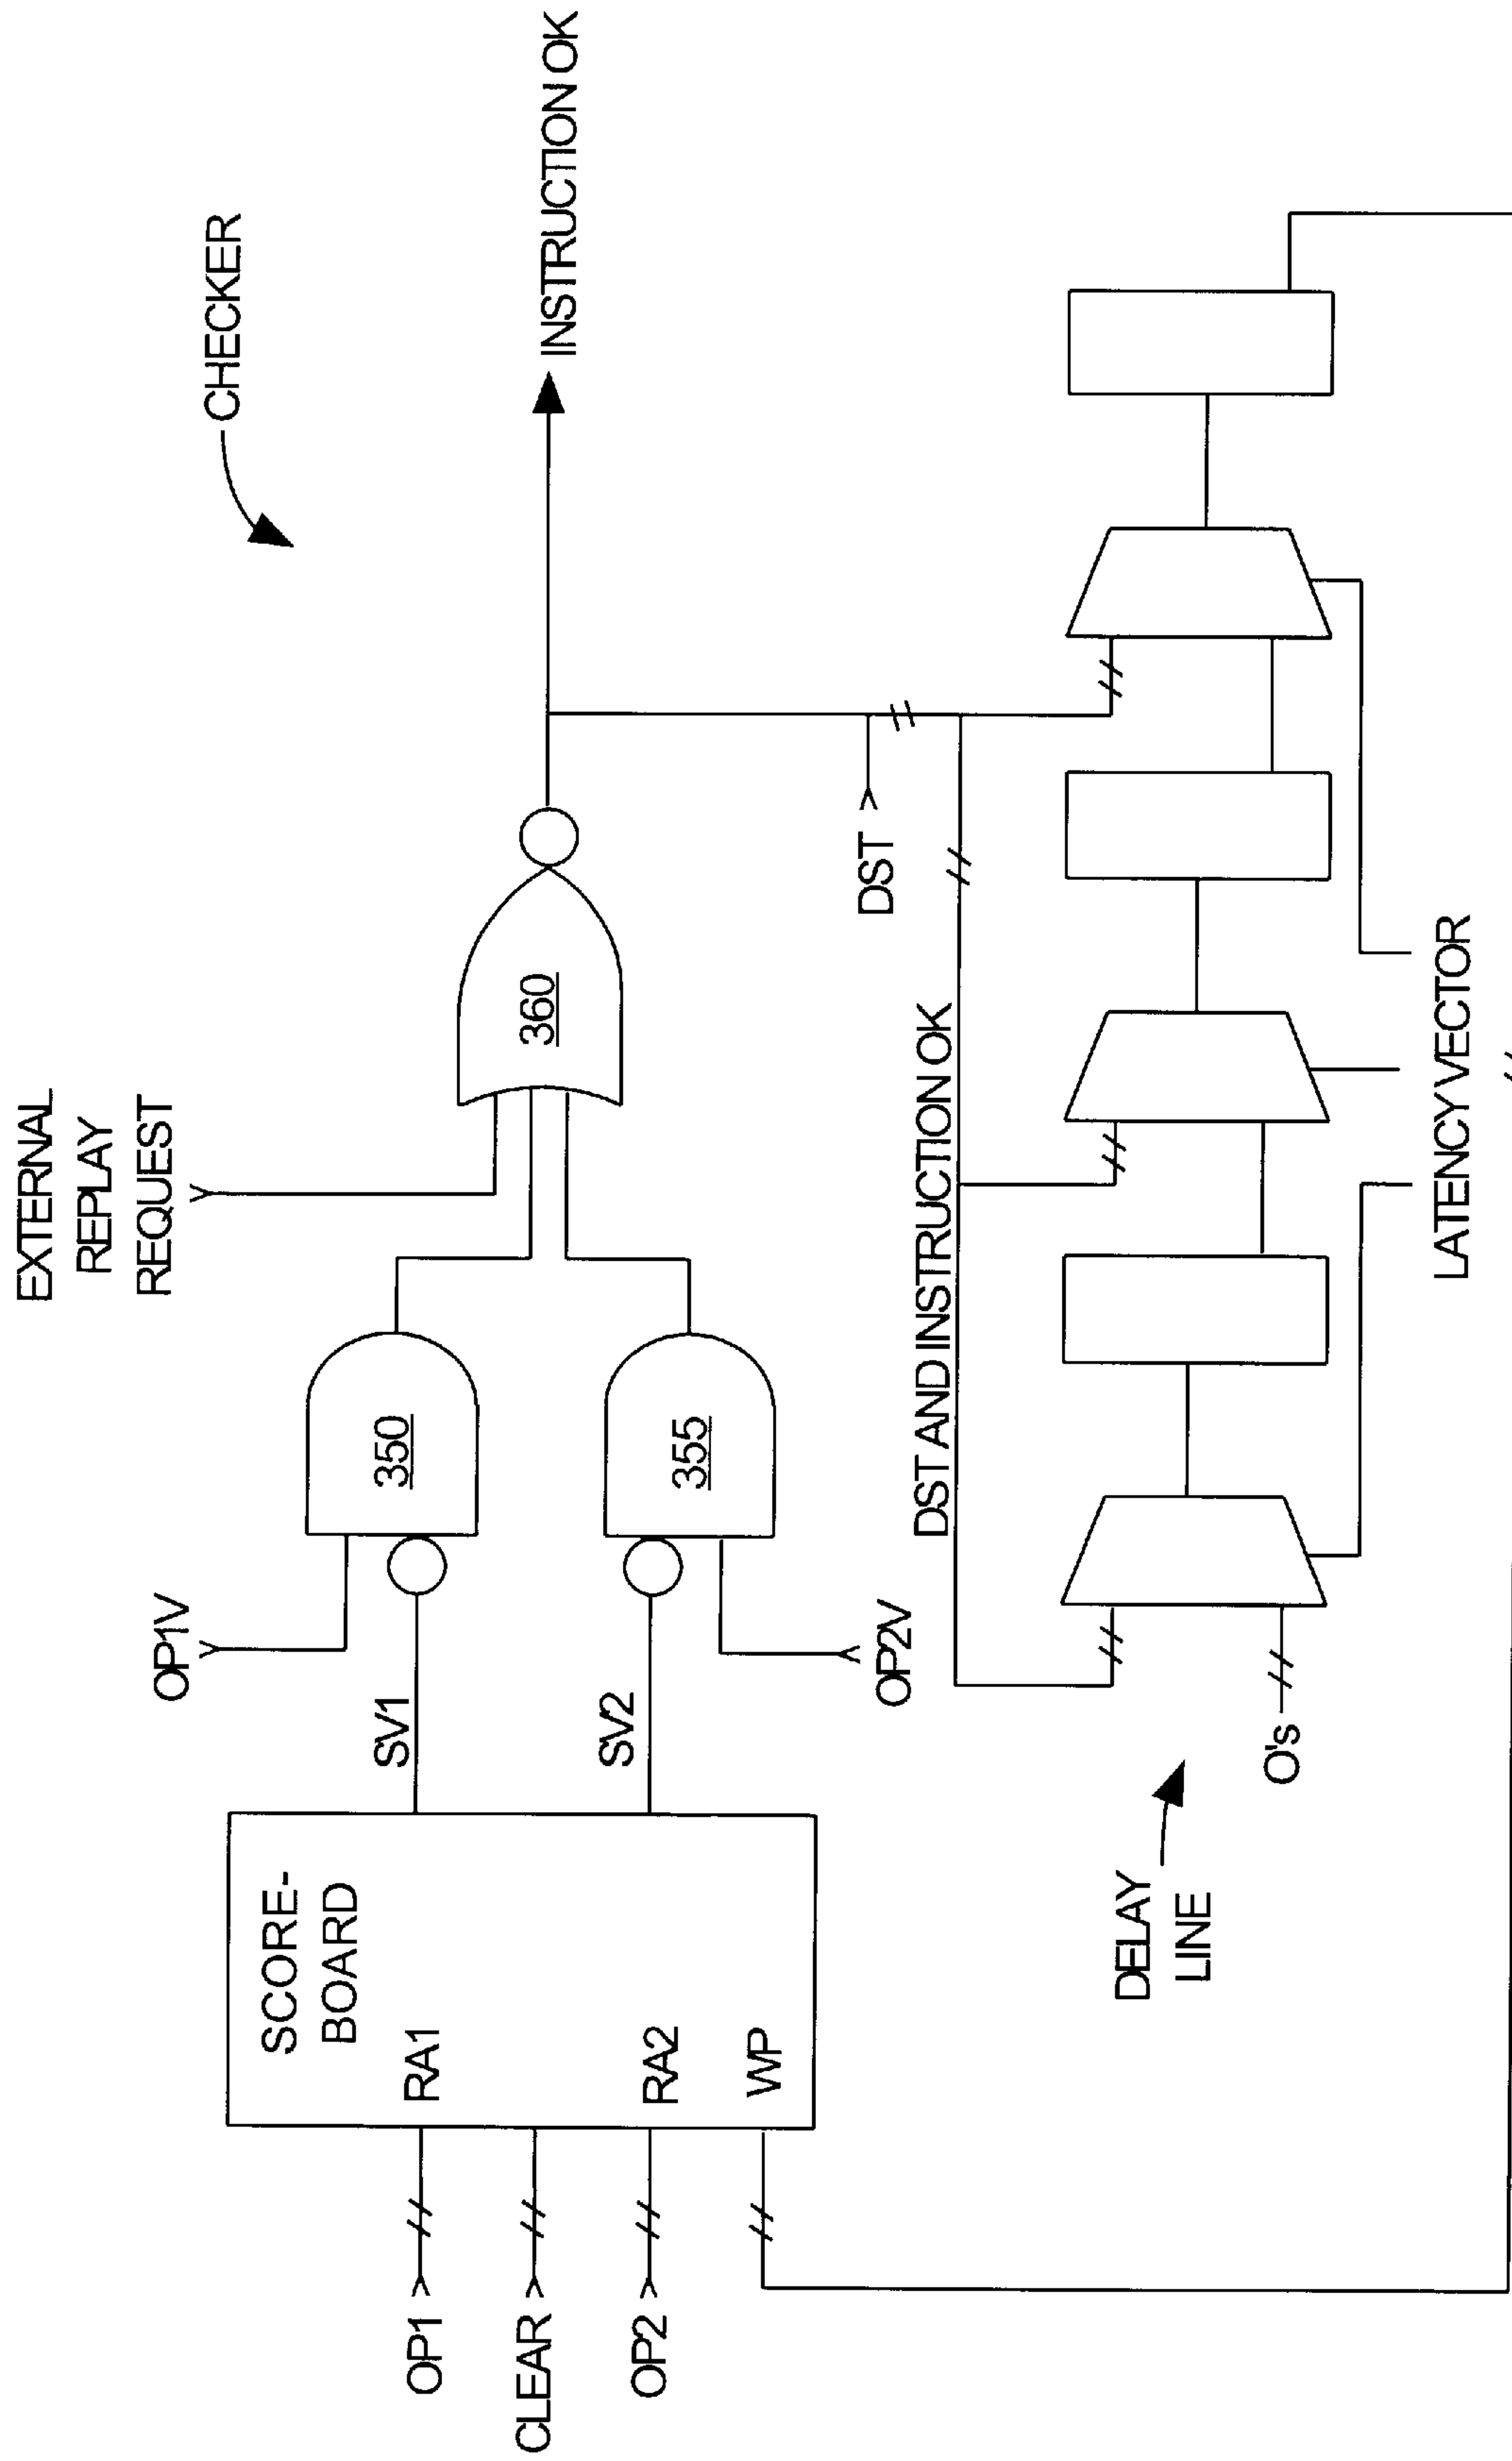 CHECKER
EXTERNAL
REPLAY
REQUEST
INSTRUCTION OK
OP1V
SV1
350
360
SCORE-
BOARD
OP1
RA1
CLEAR
SV2
355
OP2
RA2
WP
OP2V
DST
DST AND INSTRUCTION OK
DELAY
LINE
O's
LATENCY VECTOR